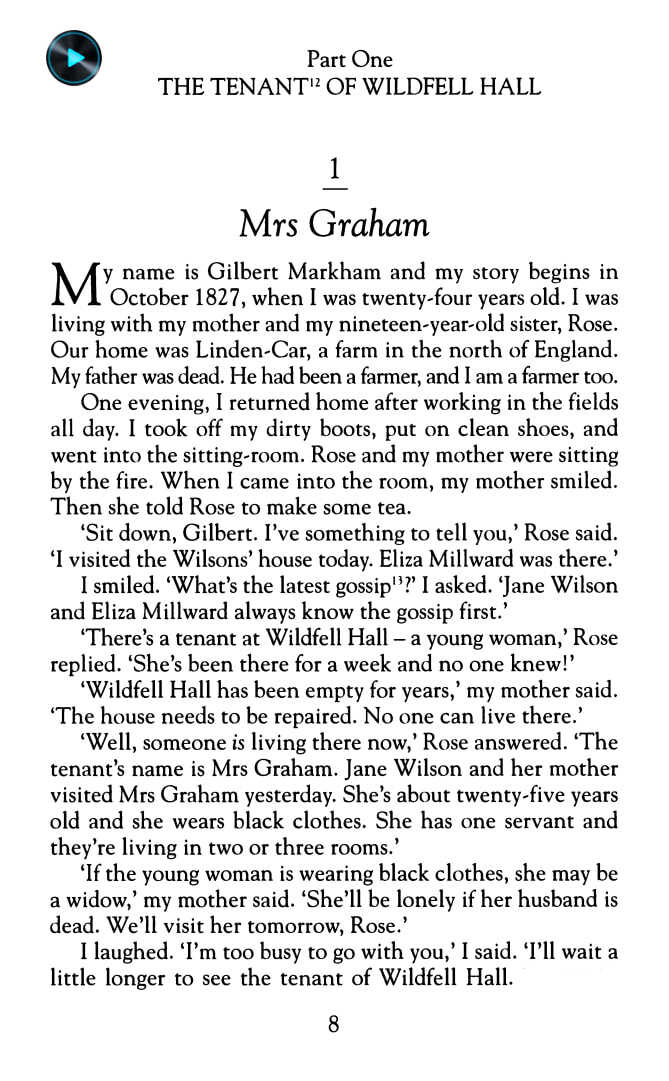 Part One
THE TENANT¹² OF WILDFELL HALL
1
Mrs Graham
My name is Gilbert Markham and my story begins in
October 1827, when I was twenty-four years old. I was
living with my mother and my nineteen-year-old sister, Rose.
Our home was Linden-Car, a farm in the north of England.
My father was dead. He had been a farmer, and I am a farmer too.
One evening, I returned home after working in the fields
all day. I took off my dirty boots, put on clean shoes, and
went into the sitting-room. Rose and my mother were sitting
by the fire. When I came into the room, my mother smiled.
Then she told Rose to make some tea.
‘Sit down, Gilbert. I’ve something to tell you,’ Rose said.
‘I visited the Wilsons’ house today. Eliza Millward was there.’
I smiled. ‘What’s the latest gossip¹³?’ I asked. ‘Jane Wilson
and Eliza Millward always know the gossip first.’
‘There’s a tenant at Wildfell Hall – a young woman,’ Rose
replied. ‘She’s been there for a week and no one knew!’
‘Wildfell Hall has been empty for years,’ my mother said.
‘The house needs to be repaired. No one can live there.’
‘Well, someone is living there now,’ Rose answered. ‘The
tenant’s name is Mrs Graham. Jane Wilson and her mother
visited Mrs Graham yesterday. She’s about twenty-five years
old and she wears black clothes. She has one servant and
they’re living in two or three rooms.’
‘If the young woman is wearing black clothes, she may be
a widow,’ my mother said. ‘She’ll be lonely if her husband is
dead. We’ll visit her tomorrow, Rose.’
I laughed. ‘I’m too busy to go with you,’ I said. ‘I’ll wait a
little longer to see the tenant of Wildfell Hall.
8